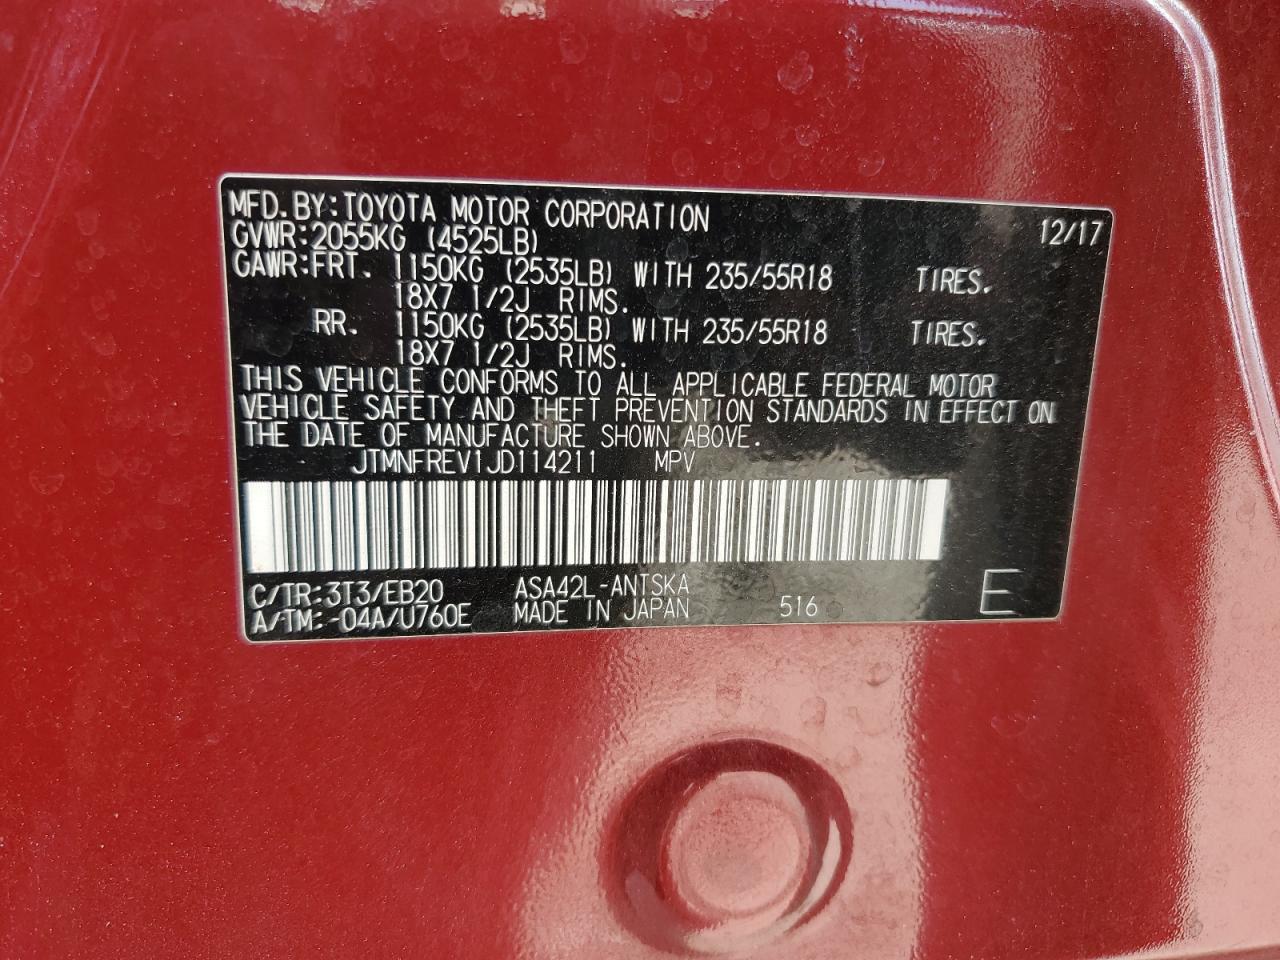 MFD.BY:TOYOTA MOTOR CORPORATION 12/17
GVWR:2055KG (4525LB)
GAWR:FRT. 1150KG (2535LB) WITH 235/55R18 TIRES.
18X7 1/2J RIMS.
RR. 1150KG (2535LB) WITH 235/55R18 TIRES.
18X7 1/2J RIMS.
THIS VEHICLE CONFORMS TO ALL APPLICABLE FEDERAL MOTOR
VEHICLE SAFETY AND THEFT PREVENTION STANDARDS IN EFFECT ON
THE DATE OF MANUFACTURE SHOWN ABOVE.
JTMNFREV1JD114211 MPV
C/TR:3T3/EB20 ASA42L-ANTSKA
A/TM:-04A/U760E MADE IN JAPAN 516 E